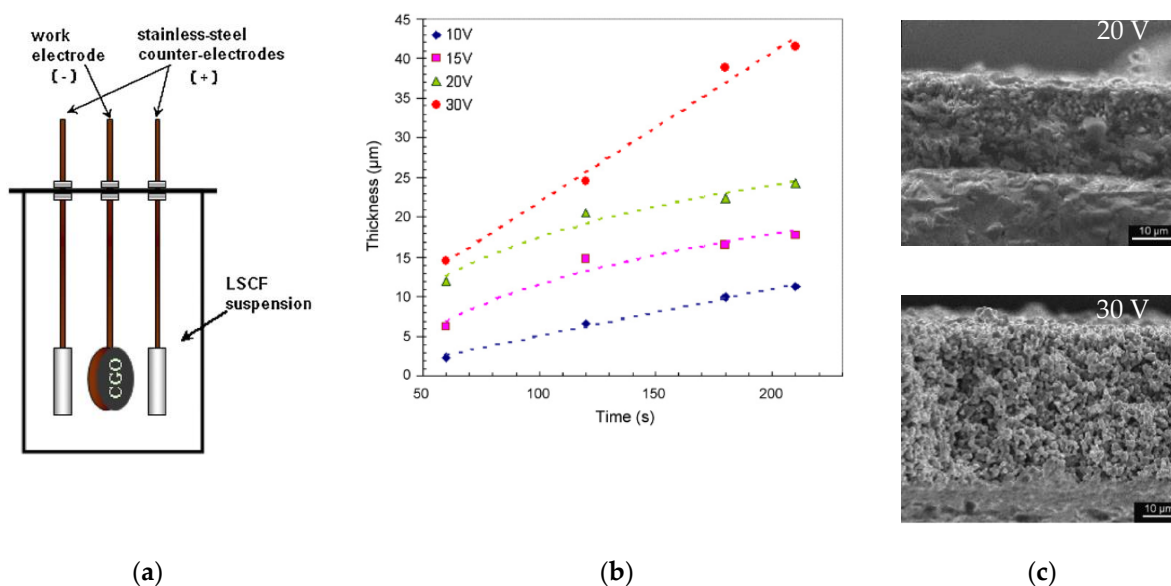 work
electrode
(-)
stainless-steel
counter-electrodes
(+)
LSCF
suspension
CGO
(a)
(b)
45
40
35
30
25
20
15
10
5
0
Thickness (µm)
10V
15V
20V
30V
50
100
150
200
Time (s)
20 V
10 µm
30 V
10 µm
(c)